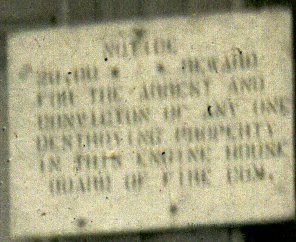 NOTICE
REWARD
FOR THE ARREST AND
CONVICTION OF ANY ONE
DESTROYING PROPERTY
IN THIS ENGINE HOUSE
BOARD OF FIRE COM.